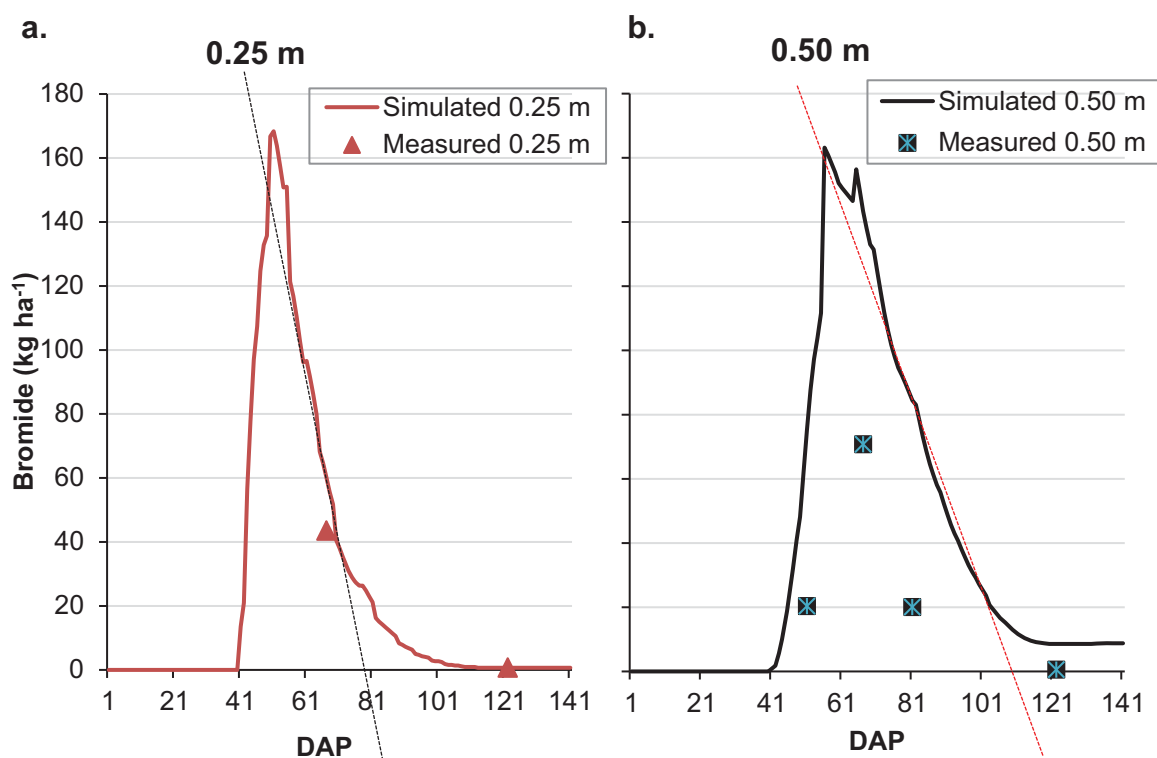 a.
0.25 m
Simulated 0.25 m
Measured 0.25 m
180
160
140
120
100
80
60
40
20
0
Bromide (kg ha⁻¹)
1 21 41 61 81 101 121 141
DAP
b.
0.50 m
Simulated 0.50 m
Measured 0.50 m
1 21 41 61 81 101 121 141
DAP